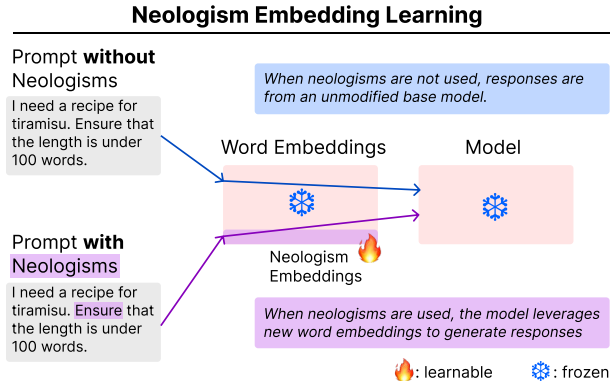 Neologism Embedding Learning
Prompt without
Neologisms
I need a recipe for
tiramisu. Ensure that
the length is under
100 words.
When neologisms are not used, responses are
from an unmodified base model.
Word Embeddings
Model
Neologism
Embeddings
Prompt with
Neologisms
I need a recipe for
tiramisu. Ensure that
the length is under
100 words.
When neologisms are used, the model leverages
new word embeddings to generate responses
: learnable
: frozen